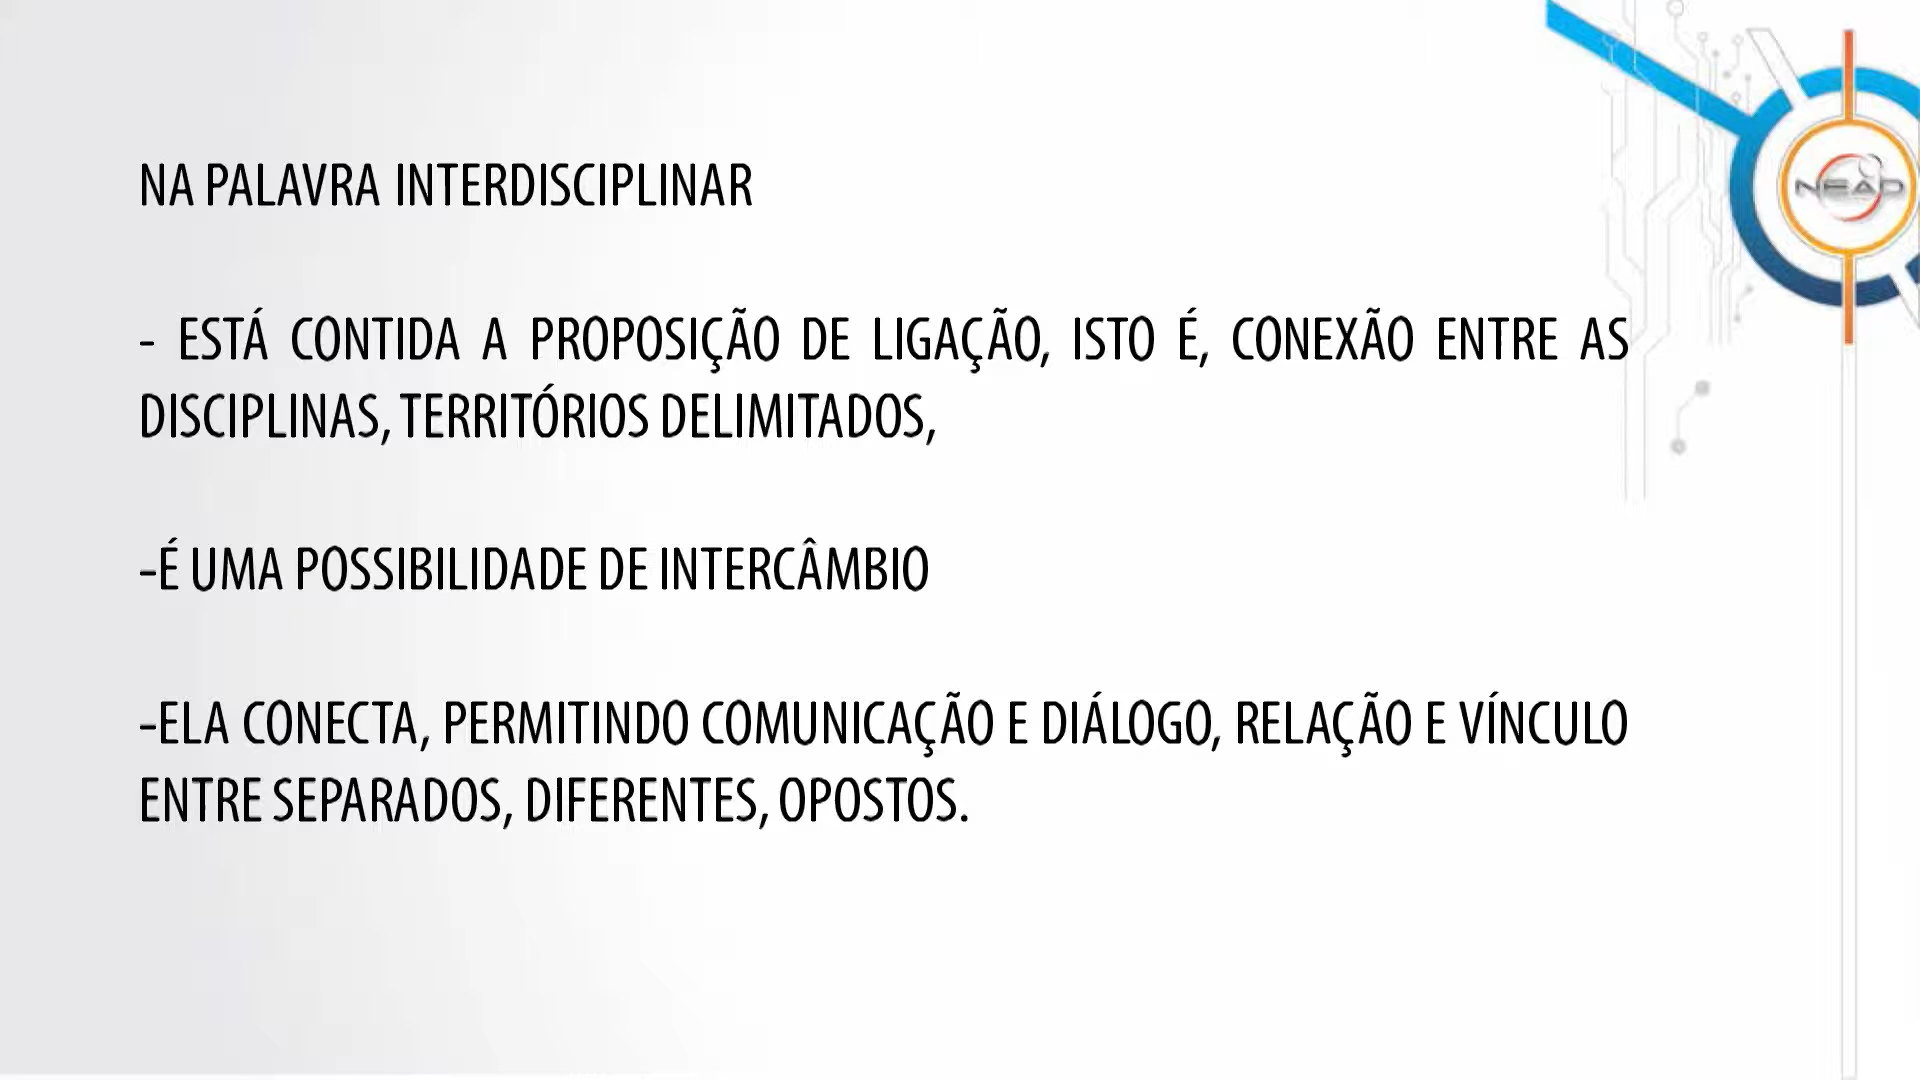 NEAD
NA PALAVRA INTERDISCIPLINAR
- ESTÁ CONTIDA A PROPOSIÇÃO DE LIGAÇÃO, ISTO É, CONEXÃO ENTRE AS
DISCIPLINAS, TERRITÓRIOS DELIMITADOS,
-É UMA POSSIBILIDADE DE INTERCÂMBIO
-ELA CONECTA, PERMITINDO COMUNICAÇÃO E DIÁLOGO, RELAÇÃO E VÍNCULO
ENTRE SEPARADOS, DIFERENTES, OPOSTOS.